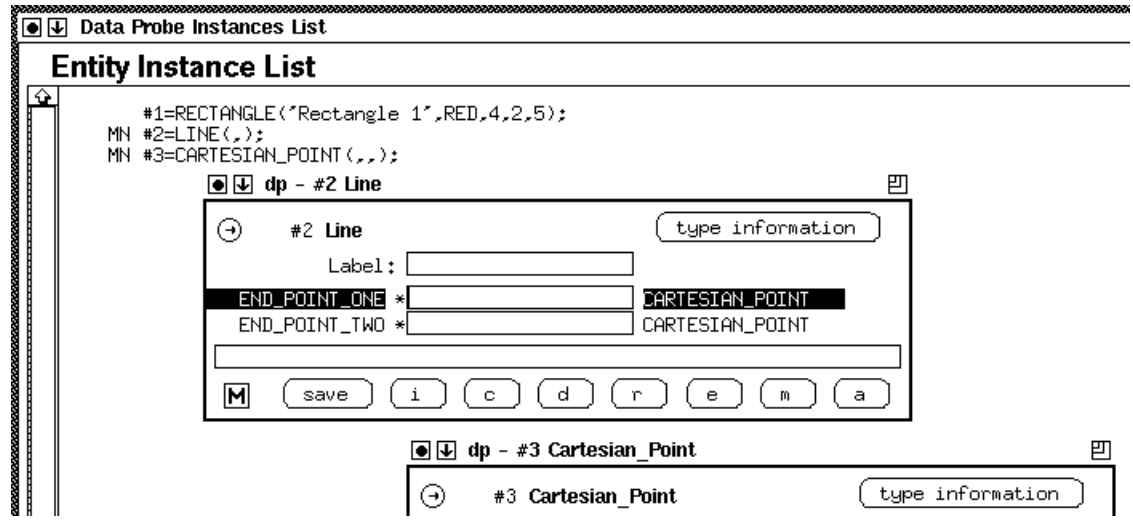 Data Probe Instances List
Entity Instance List
#1=RECTANGLE('Rectangle 1',RED,4,2,5);
MN #2=LINE(,);
MN #3=CARTESIAN_POINT(,,);
dp - #2 Line
#2 Line type information
Label:
END_POINT_ONE * CARTESIAN_POINT
END_POINT_TWO * CARTESIAN_POINT
M save i c d r e m a
dp - #3 Cartesian_Point
#3 Cartesian_Point type information